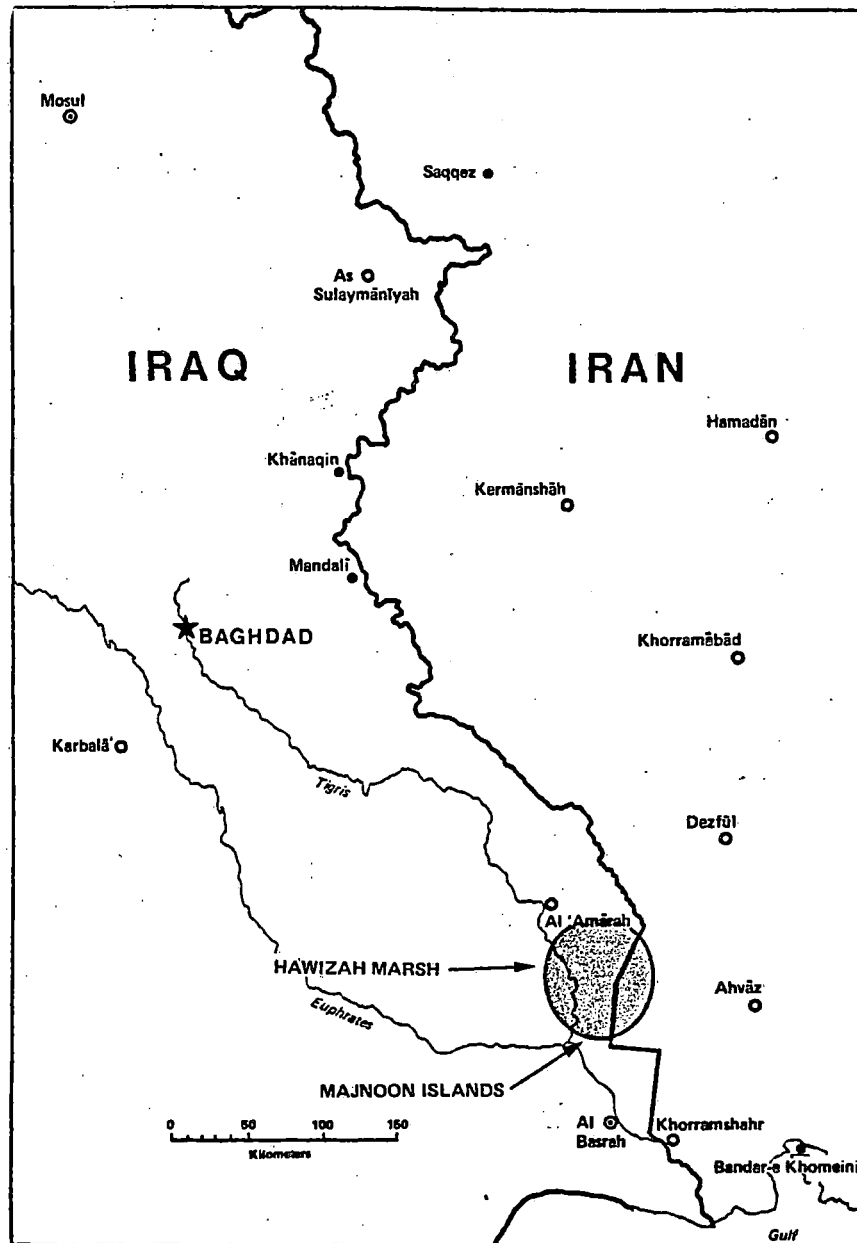 Mosul
Saqqez
As
Sulaymānīyah
IRAQ
IRAN
Hamadān
Khānaqin
Kermānshāh
Mandalī
BAGHDAD
Khorramābād
Karbalā'
Tigris
Dezfūl
Al 'Amārah
HAWIZAH MARSH
Ahvāz
Euphrates
MAJNOON ISLANDS
0 50 100 150
Kilometers
Al
Basrah
Khorramshahr
Bandar-e Khomeini
Gulf